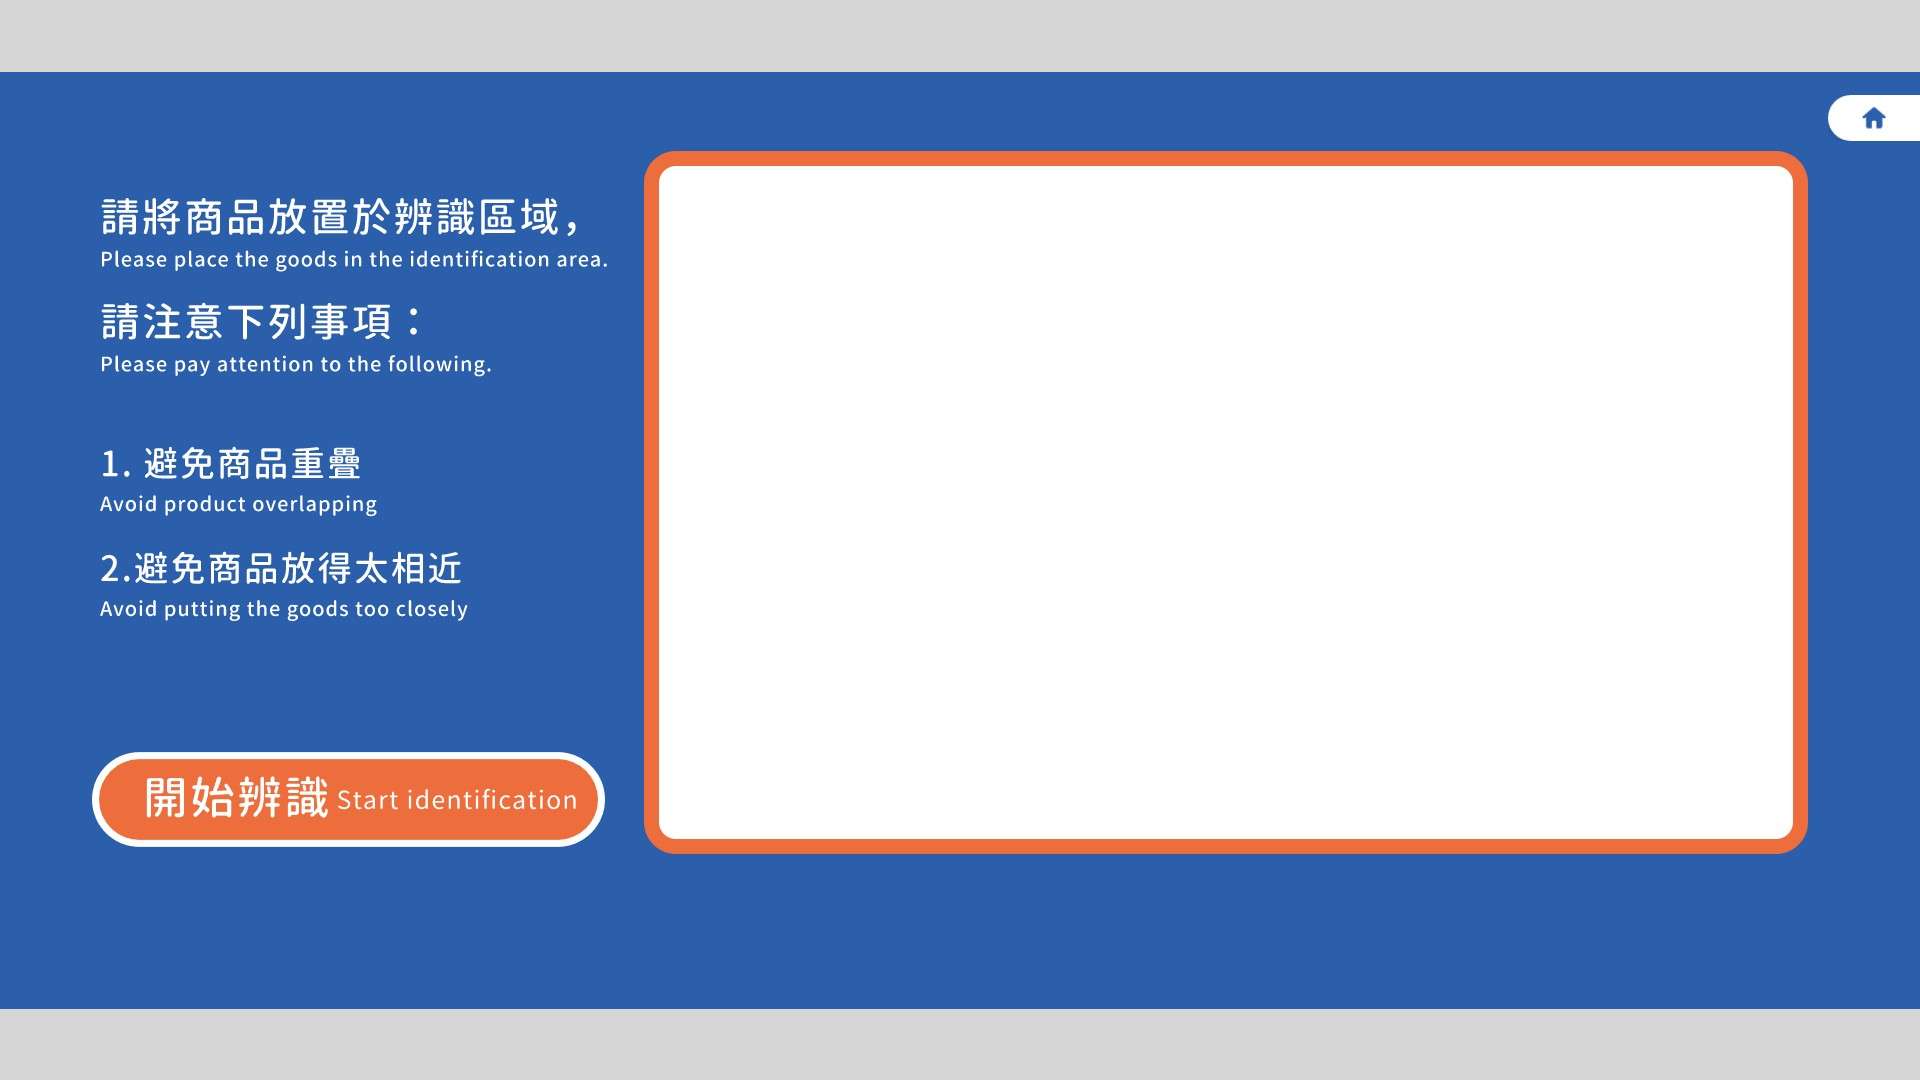 請將商品放置於辨識區域，
Please place the goods in the identification area.
請注意下列事項：
Please pay attention to the following.
1. 避免商品重疊
Avoid product overlapping
2.避免商品放得太相近
Avoid putting the goods too closely
開始辨識 Start identification